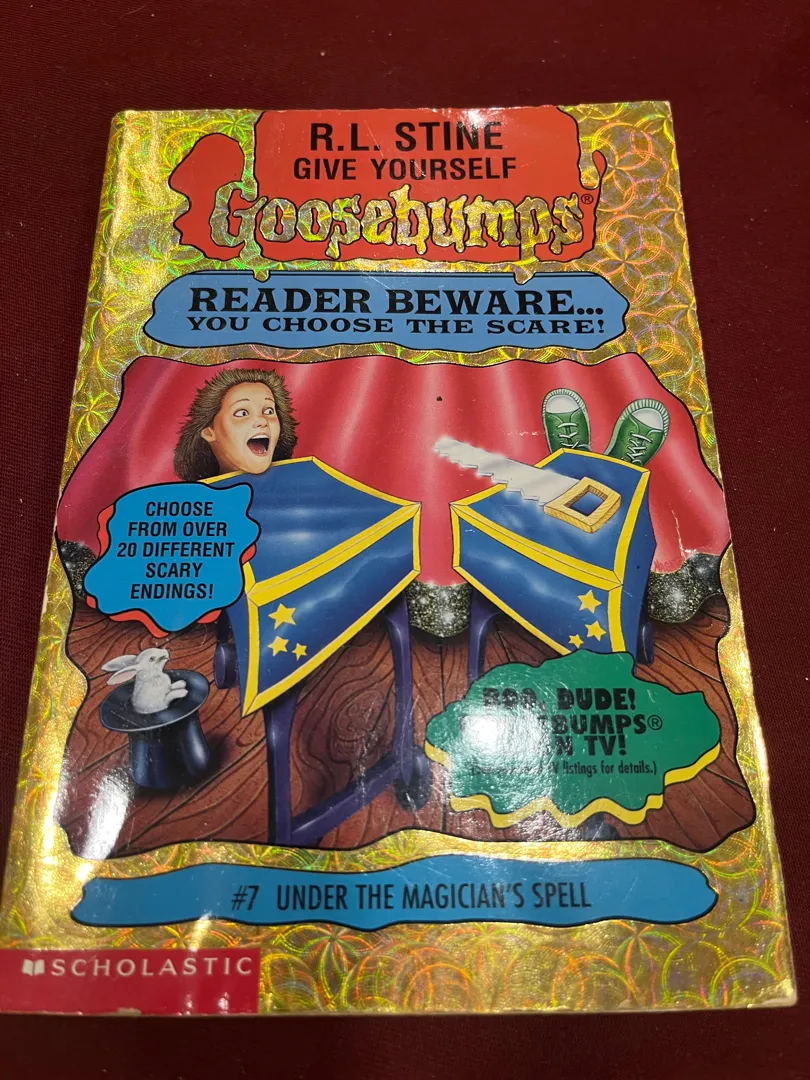 R.L. STINE
GIVE YOURSELF
Goosebumps®
READER BEWARE...
YOU CHOOSE THE SCARE!
CHOOSE
FROM OVER
20 DIFFERENT
SCARY
ENDINGS!
DUDE!
BUMPS®
TV!
listings for details.)
#7 UNDER THE MAGICIAN'S SPELL
SCHOLASTIC